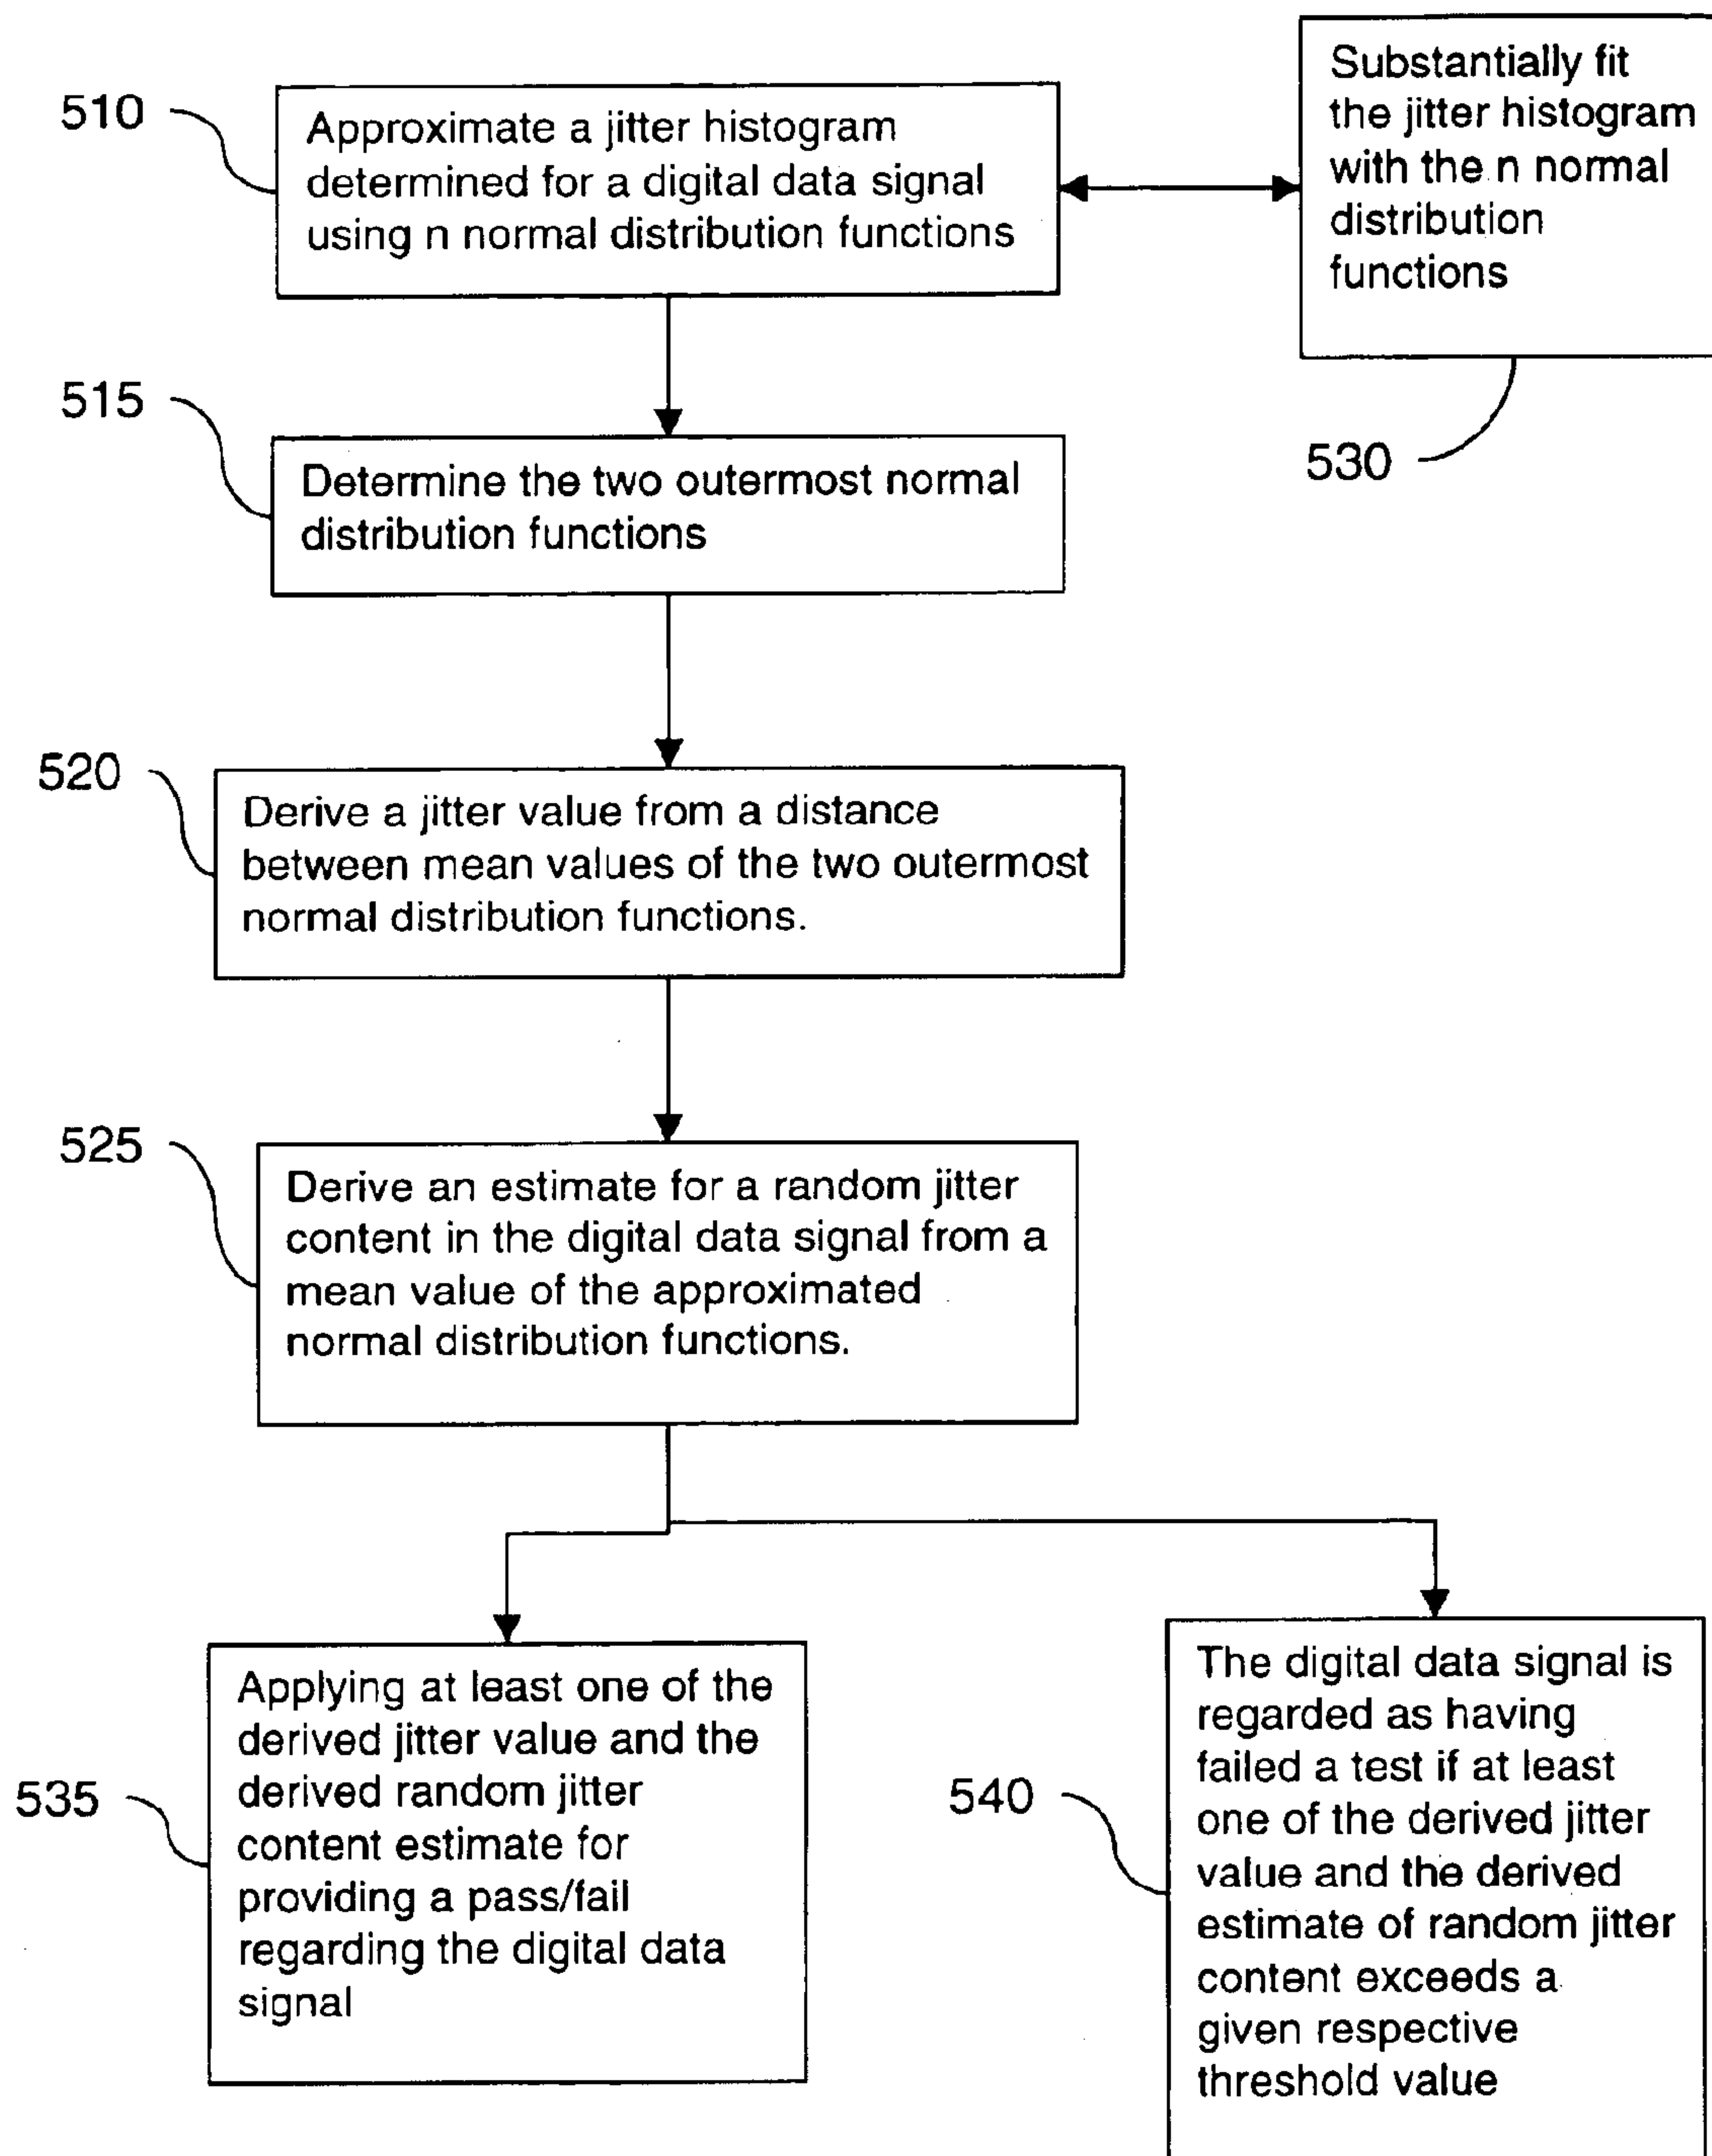 510
Approximate a jitter histogram
determined for a digital data signal
using n normal distribution functions
Substantially fit
the jitter histogram
with the n normal
distribution
functions
530
515
Determine the two outermost normal
distribution functions
520
Derive a jitter value from a distance
between mean values of the two outermost
normal distribution functions.
525
Derive an estimate for a random jitter
content in the digital data signal from a
mean value of the approximated
normal distribution functions.
535
Applying at least one of the
derived jitter value and the
derived random jitter
content estimate for
providing a pass/fail
regarding the digital data
signal
540
The digital data signal is
regarded as having
failed a test if at least
one of the derived jitter
value and the derived
estimate of random jitter
content exceeds a
given respective
threshold value